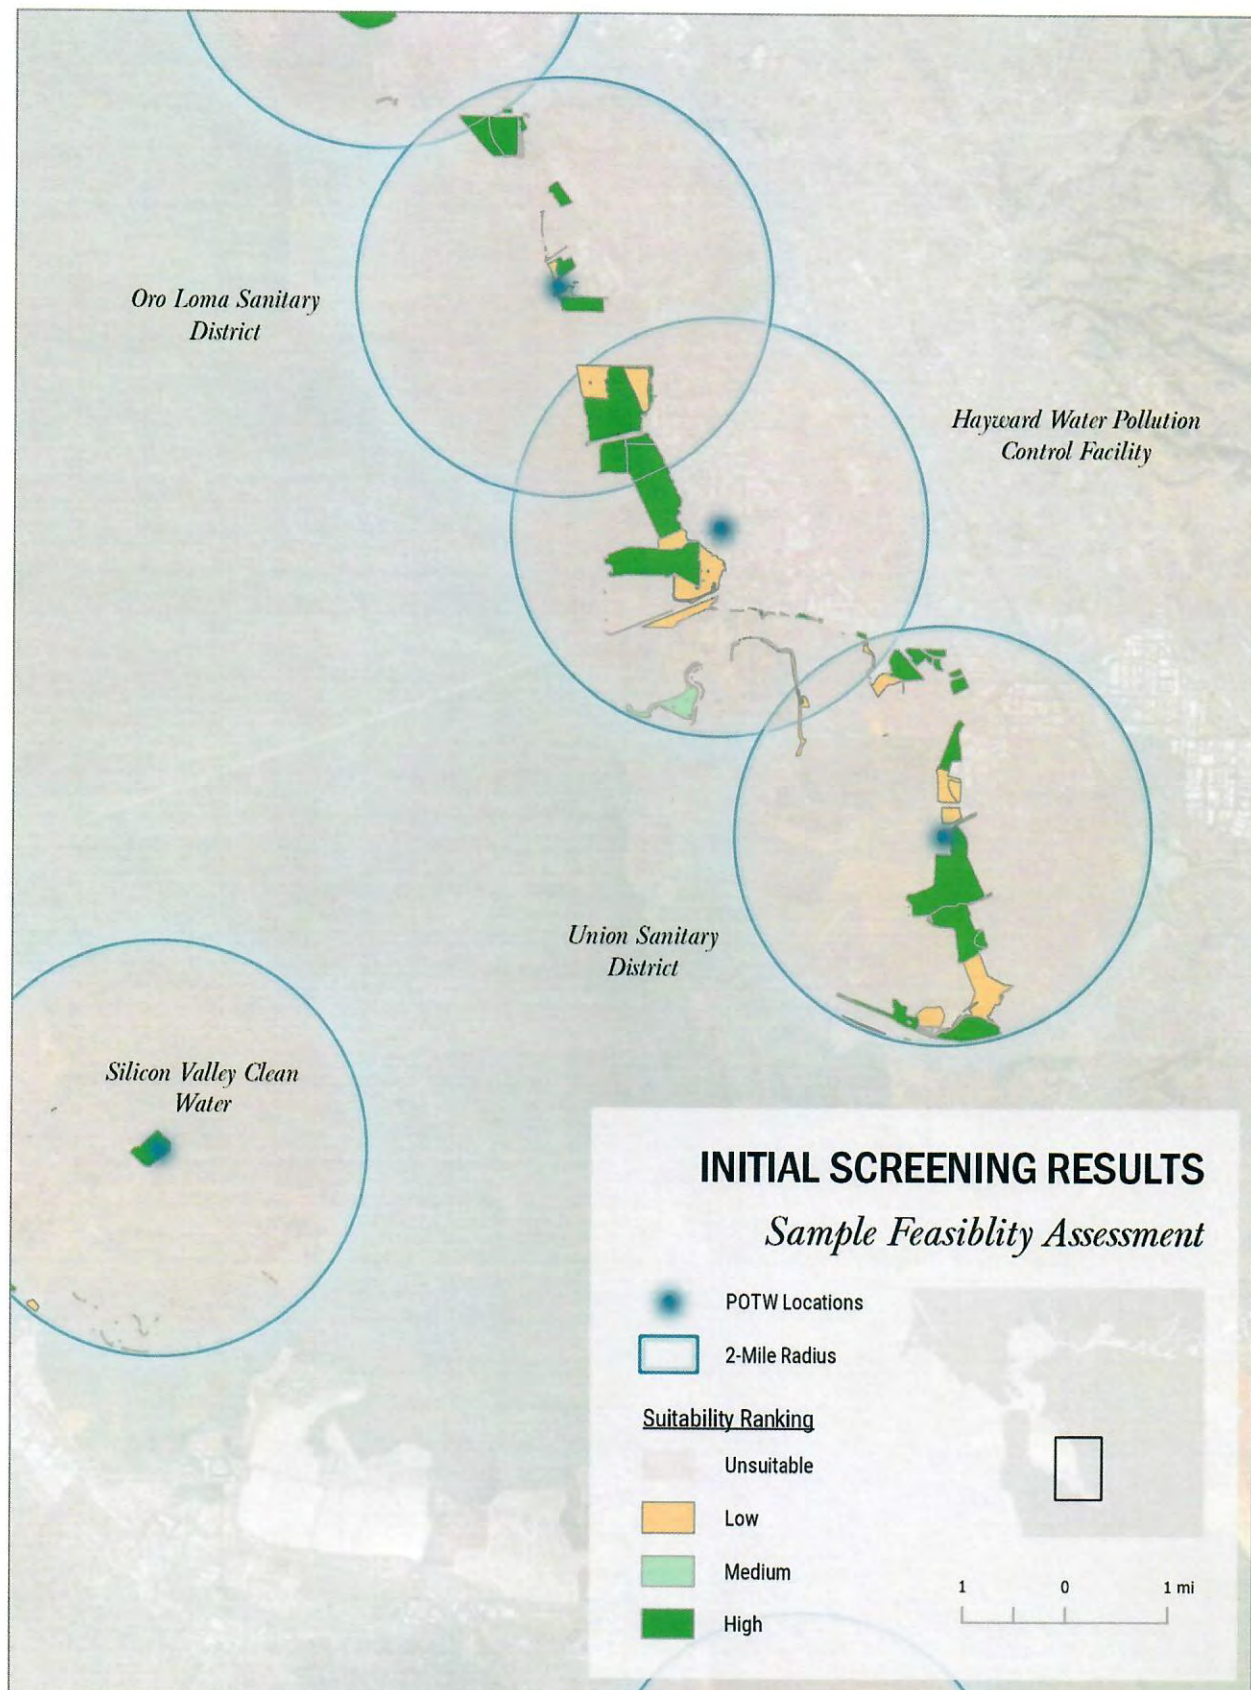 Oro Loma Sanitary
District
Hayward Water Pollution
Control Facility
Union Sanitary
District
Silicon Valley Clean
Water
INITIAL SCREENING RESULTS
Sample Feasiblity Assessment
POTW Locations
2-Mile Radius
Suitability Ranking
Unsuitable
Low
Medium
High
1 0 1 mi